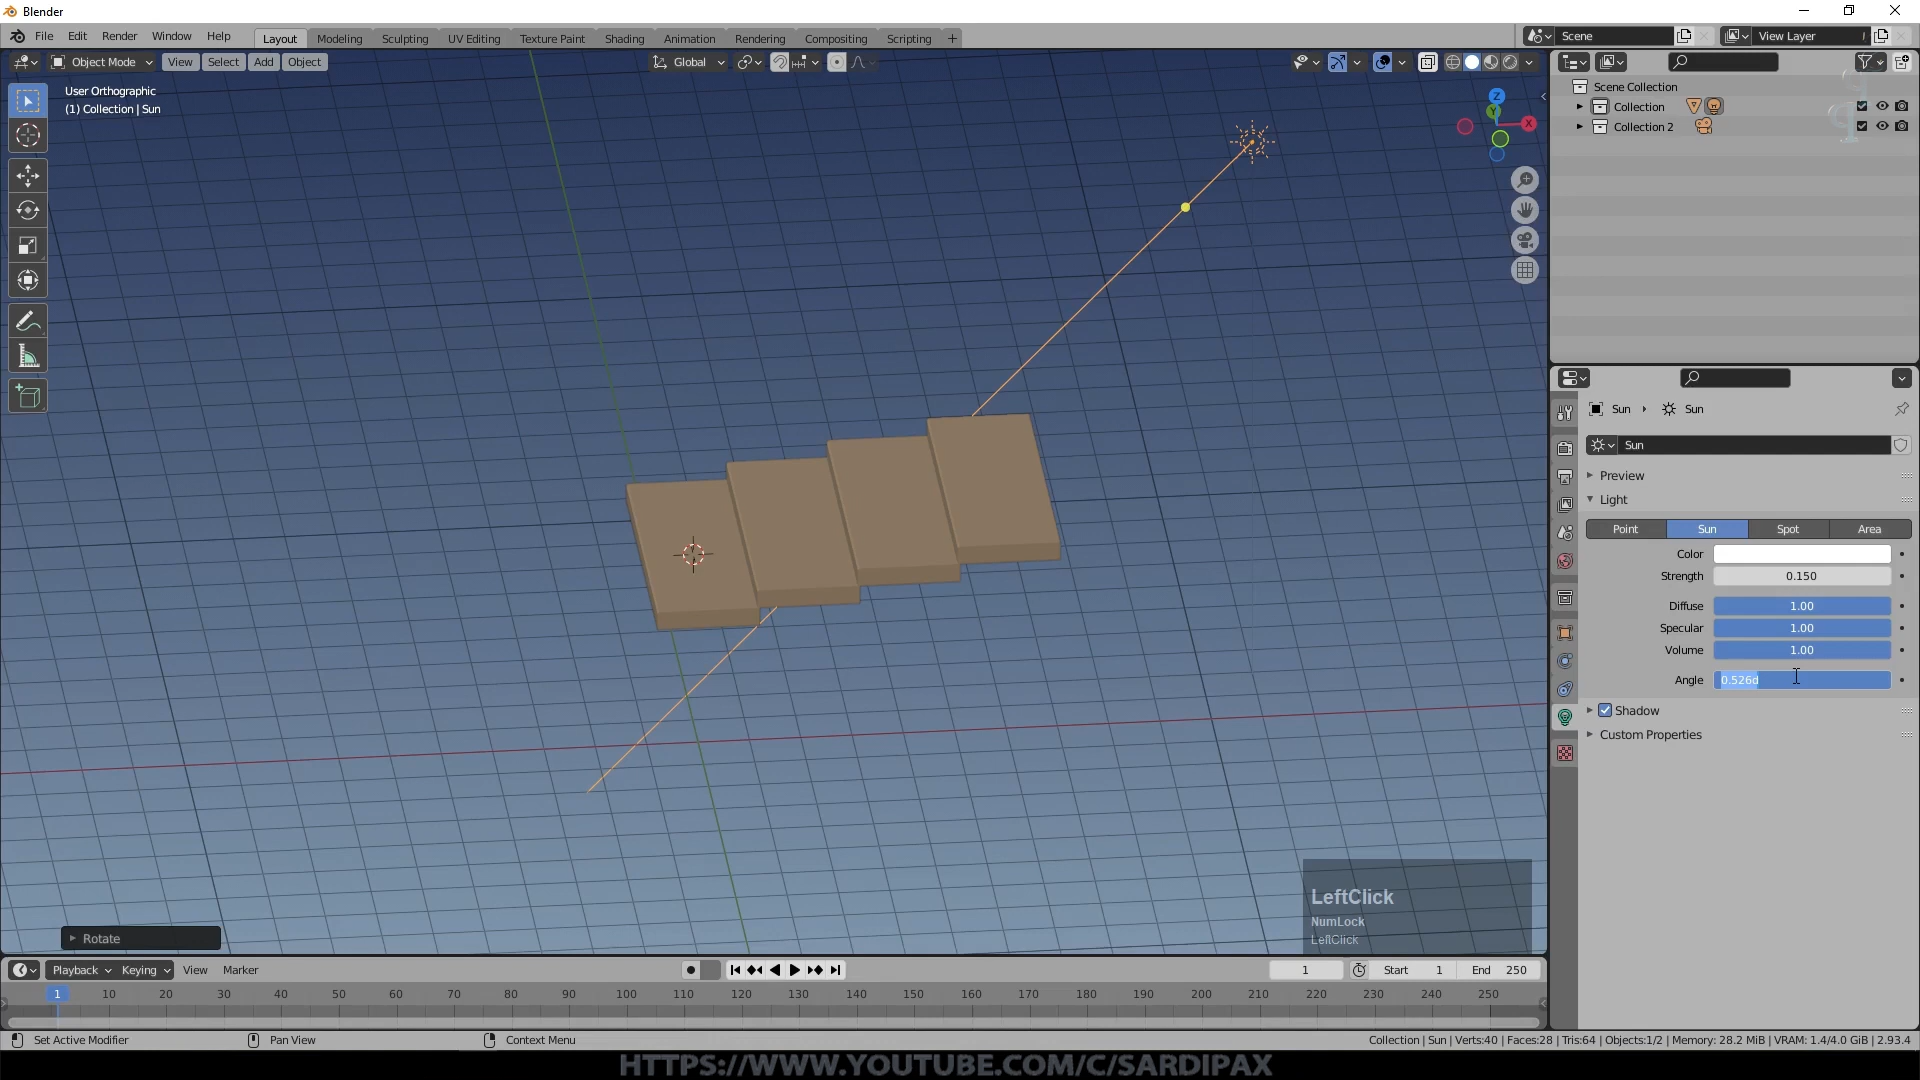 Blender
File Edit Render Window Help
Layout Modeling Sculpting UV Editing Texture Paint Shading Animation Rendering Compositing Scripting +
Scene
View Layer
Object Mode View Select Add Object
Global
User Orthographic
(1) Collection | Sun
Z
Y
X
Scene Collection
Collection
Collection 2
Sun Sun
Sun
Preview
Light
Point Sun Spot Area
Color
Strength 0.150
Diffuse 1.00
Specular 1.00
Volume 1.00
Angle 0.526d
Shadow
Custom Properties
LeftClick
NumLock
LeftClick
Rotate
Playback Keying View Marker
1 Start 1 End 250
1 10 20 30 40 50 60 70 80 90 100 110 120 130 140 150 160 170 180 190 200 210 220 230 240 250
Set Active Modifier Pan View Context Menu
Collection | Sun | Verts:40 | Faces:28 | Tris:64 | Objects:1/2 | Memory: 28.2 MiB | VRAM: 1.4/4.0 GiB | 2.93.4
HTTPS://WWW.YOUTUBE.COM/C/SARDIPAX